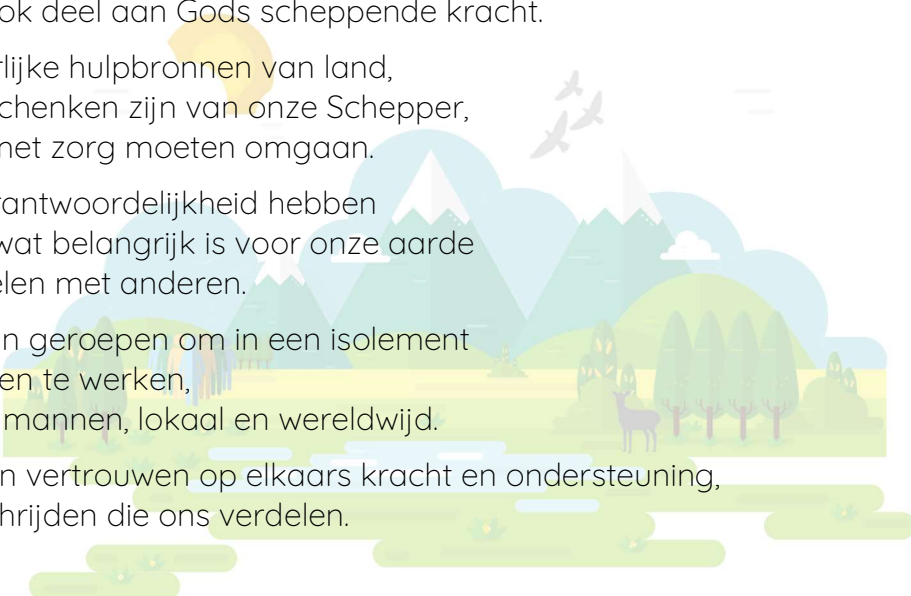 ok deel aan Gods scheppende kracht.
rlijke hulpbronnen van land,
chenken zijn van onze Schepper,
net zorg moeten omgaan.
rantwoordelijkheid hebben
wat belangrijk is voor onze aarde
elen met anderen.
n geroepen om in een isolement
en te werken,
mannen, lokaal en wereldwijd.
n vertrouwen op elkaars kracht en ondersteuning,
hrijden die ons verdelen.